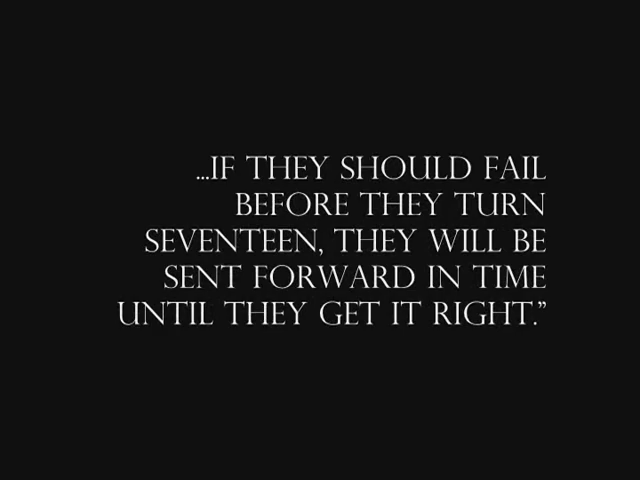 ...IF THEY SHOULD FAIL
BEFORE THEY TURN
SEVENTEEN, THEY WILL BE
SENT FORWARD IN TIME
UNTIL THEY GET IT RIGHT.”